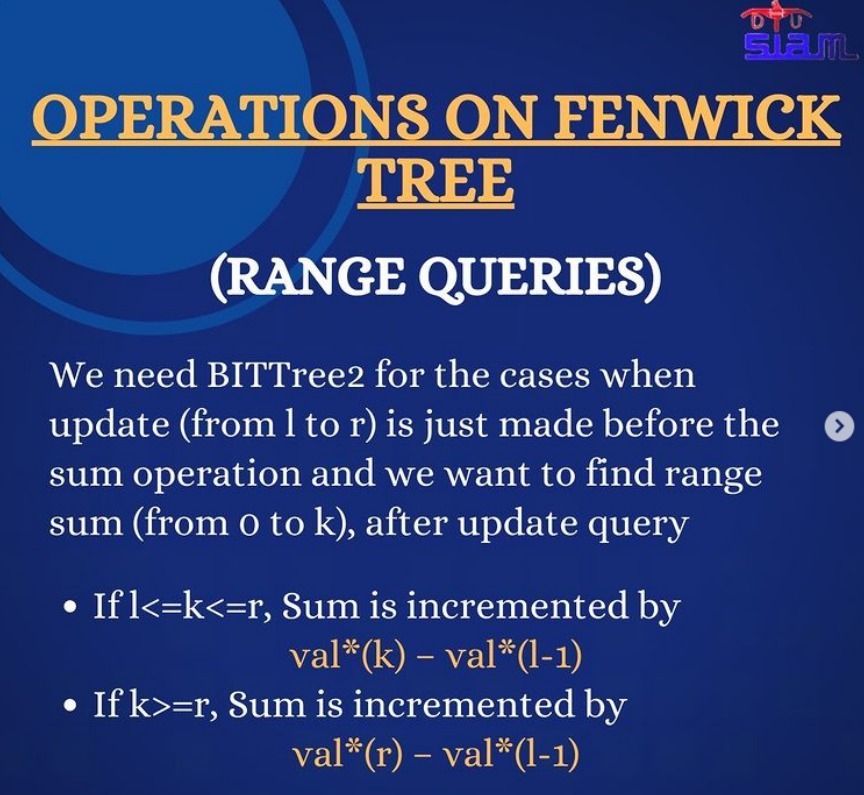 DTU
SIAM
OPERATIONS ON FENWICK
TREE
(RANGE QUERIES)
We need BITTree2 for the cases when
update (from l to r) is just made before the
sum operation and we want to find range
sum (from 0 to k), after update query
• If l<=k<=r, Sum is incremented by
val*(k) – val*(l-1)
• If k>=r, Sum is incremented by
val*(r) – val*(l-1)